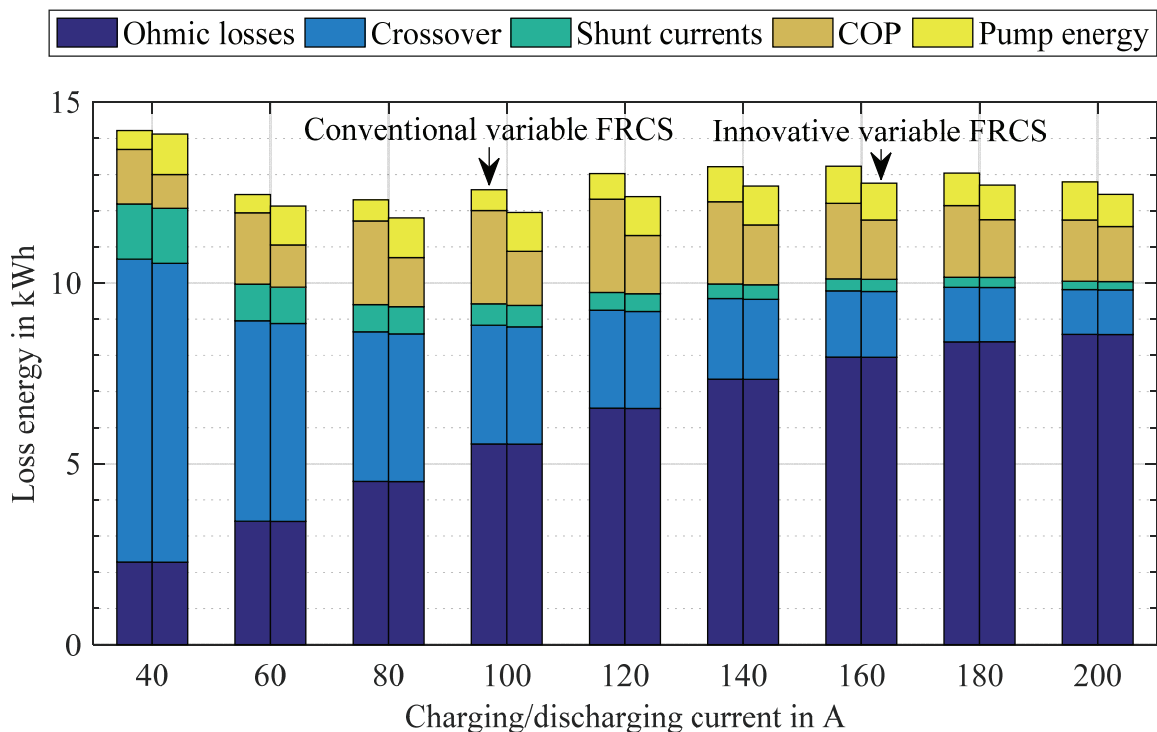 Ohmic losses Crossover Shunt currents COP Pump energy
15
Conventional variable FRCS Innovative variable FRCS
10
5
0
Loss energy in kWh
40 60 80 100 120 140 160 180 200
Charging/discharging current in A